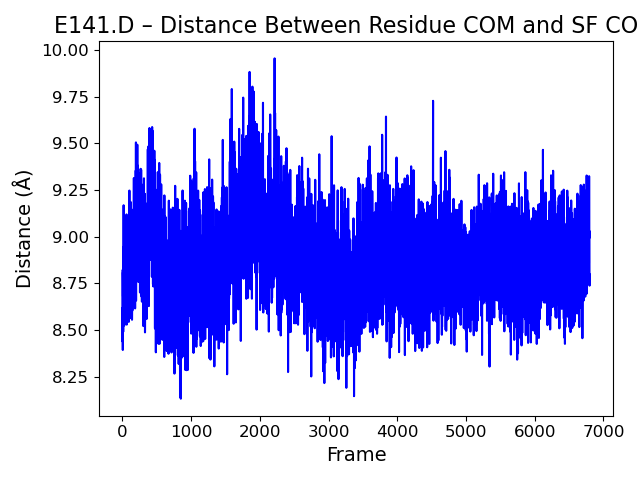 E141.D – Distance Between Residue COM and SF CO
10.00
9.75
9.50
9.25
9.00
8.75
8.50
8.25
Distance (Å)
0 1000 2000 3000 4000 5000 6000 7000
Frame